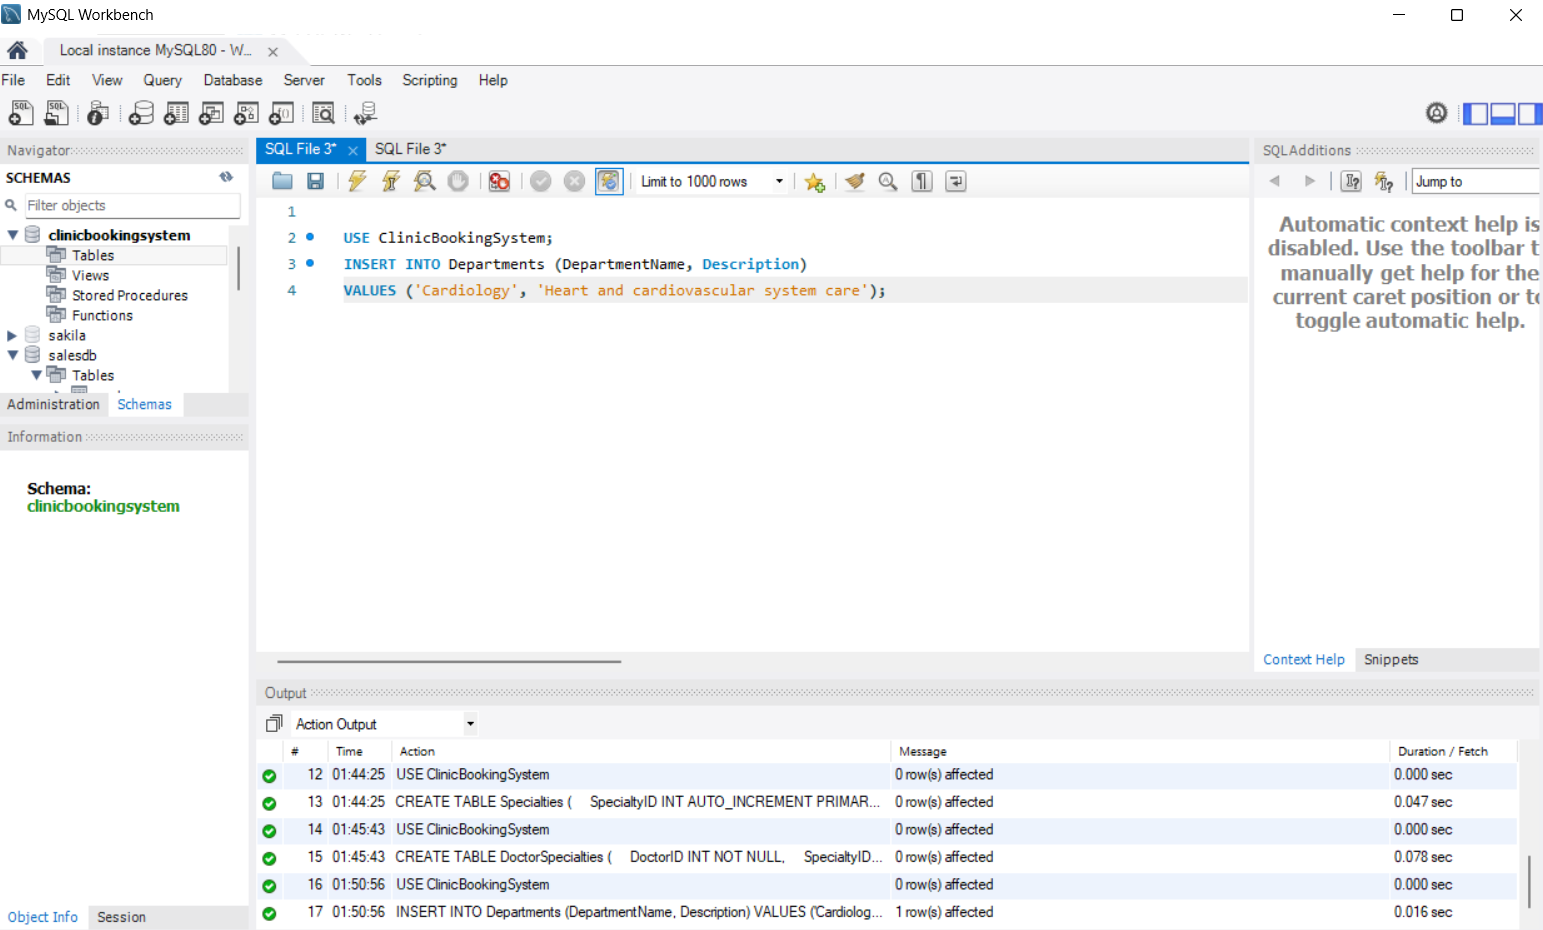 MySQL Workbench
Local instance MySQL80 - W...
File Edit View Query Database Server Tools Scripting Help
Navigator
SCHEMAS
Filter objects
clinicbookingsystem
Tables
Views
Stored Procedures
Functions
sakila
salesdb
Tables
Administration Schemas
Information
Schema:
clinicbookingsystem
Object Info Session
SQL File 3* SQL File 3*
Limit to 1000 rows
1
2 USE ClinicBookingSystem;
3 INSERT INTO Departments (DepartmentName, Description)
4 VALUES ('Cardiology', 'Heart and cardiovascular system care');
SQLAdditions
Jump to
Automatic context help is
disabled. Use the toolbar t
manually get help for the
current caret position or to
toggle automatic help.
Context Help Snippets
Output
Action Output
# Time Action Message Duration / Fetch
12 01:44:25 USE ClinicBookingSystem 0 row(s) affected 0.000 sec
13 01:44:25 CREATE TABLE Specialties ( SpecialtyID INT AUTO_INCREMENT PRIMAR... 0 row(s) affected 0.047 sec
14 01:45:43 USE ClinicBookingSystem 0 row(s) affected 0.000 sec
15 01:45:43 CREATE TABLE DoctorSpecialties ( DoctorID INT NOT NULL, SpecialtyID... 0 row(s) affected 0.078 sec
16 01:50:56 USE ClinicBookingSystem 0 row(s) affected 0.000 sec
17 01:50:56 INSERT INTO Departments (DepartmentName, Description) VALUES ('Cardiolog... 1 row(s) affected 0.016 sec